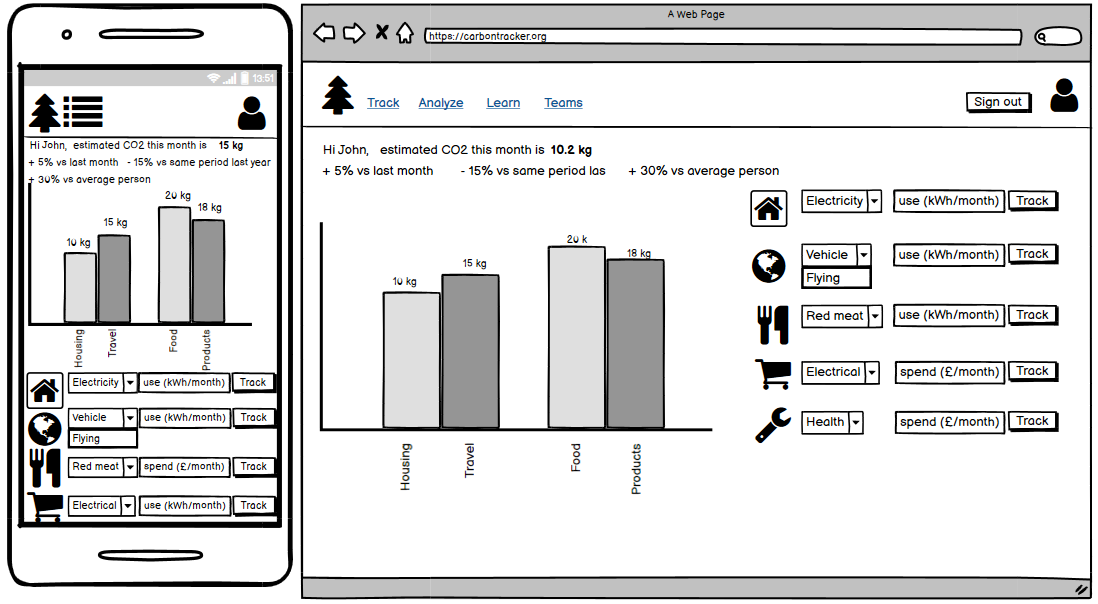 13:51
Hi John, estimated CO2 this month is 15 kg
+ 5% vs last month - 15% vs same period last year
+ 30% vs average person
20 kg
18 kg
15 kg
10 kg
Housing
Travel
Food
Products
Electricity use (kWh/month) Track
Vehicle use (kWh/month) Track
Flying
Red meat spend (£/month) Track
Electrical use (kWh/month) Track
A Web Page
https://carbontracker.org
Track Analyze Learn Teams Sign out
Hi John, estimated CO2 this month is 10.2 kg
+ 5% vs last month - 15% vs same period las + 30% vs average person
20 k
18 kg
15 kg
10 kg
Housing
Travel
Food
Products
Electricity use (kWh/month) Track
Vehicle use (kWh/month) Track
Flying
Red meat use (kWh/month) Track
Electrical spend (£/month) Track
Health spend (£/month) Track